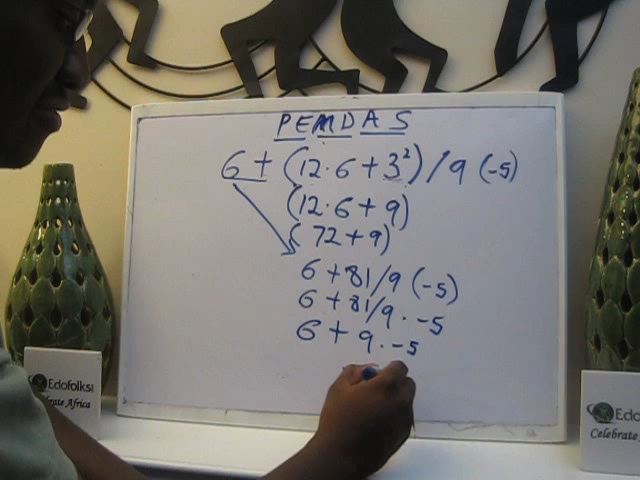 PEMDAS
6 + (12·6+3²)/9 (-5)
(12·6+9)
(72+9)
6+81/9 (-5)
6+81/9·-5
6+9·-5
Edofolks
Celebrate Africa
Edo
Celebrate